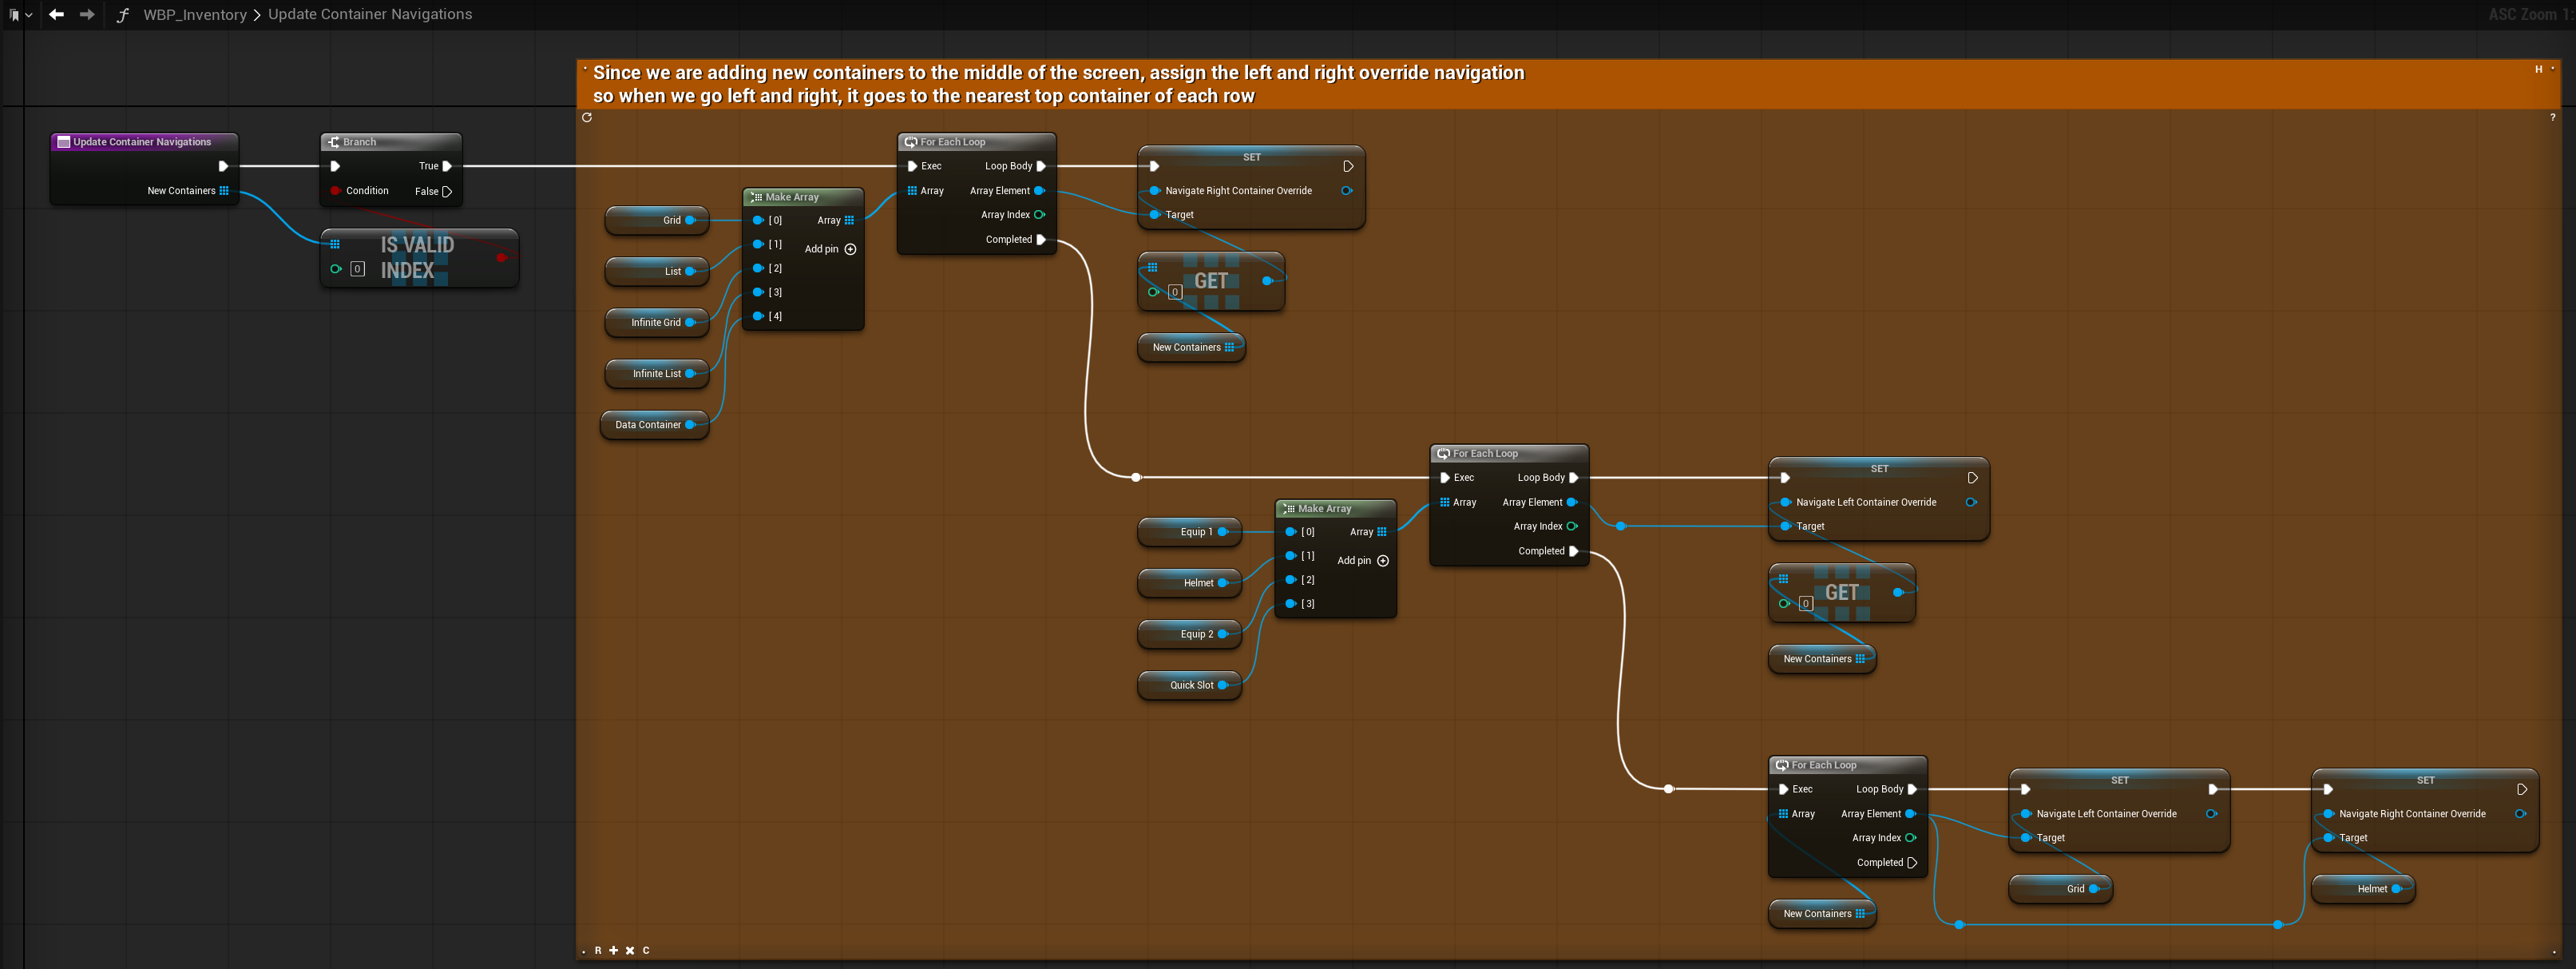 WBP_Inventory > Update Container Navigations
ASC Zoom 1:
Since we are adding new containers to the middle of the screen, assign the left and right override navigation
so when we go left and right, it goes to the nearest top container of each row
H
?
Update Container Navigations
New Containers
Branch
True
Condition
False
IS VALID
INDEX
0
Grid
List
Infinite Grid
Infinite List
Data Container
Make Array
[0] Array
[1] Add pin
[2]
[3]
[4]
For Each Loop
Exec Loop Body
Array Array Element
Array Index
Completed
SET
Navigate Right Container Override
Target
GET
0
New Containers
Equip 1
Helmet
Equip 2
Quick Slot
Make Array
[0] Array
[1] Add pin
[2]
[3]
For Each Loop
Exec Loop Body
Array Array Element
Array Index
Completed
SET
Navigate Left Container Override
Target
GET
0
New Containers
For Each Loop
Exec Loop Body
Array Array Element
Array Index
Completed
New Containers
SET
Navigate Left Container Override
Target
Grid
SET
Navigate Right Container Override
Target
Helmet
R C